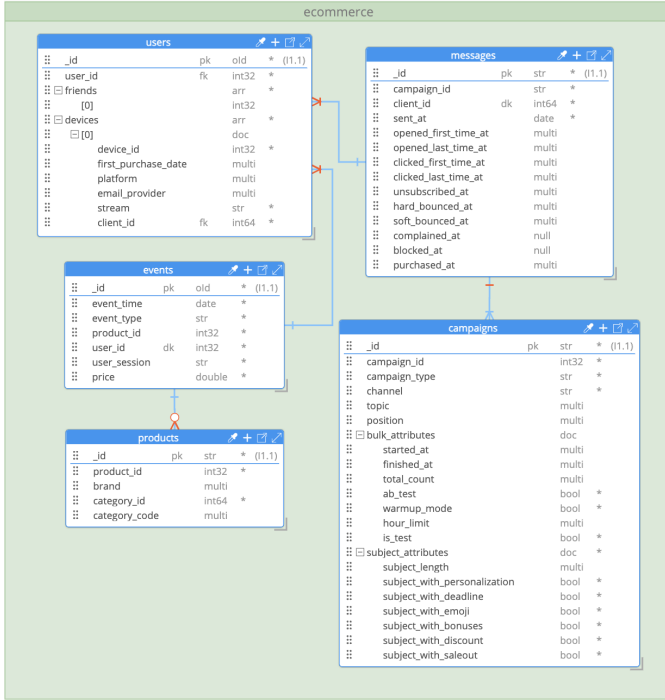 ecommerce
users
_id pk oId * (I1.1)
user_id fk int32 *
friends arr *
[0] int32
devices arr *
[0] doc
device_id int32 *
first_purchase_date multi
platform multi
email_provider multi
stream str *
client_id fk int64 *
messages
_id pk str * (I1.1)
campaign_id str *
client_id dk int64 *
sent_at date *
opened_first_time_at multi
opened_last_time_at multi
clicked_first_time_at multi
clicked_last_time_at multi
unsubscribed_at multi
hard_bounced_at multi
soft_bounced_at multi
complained_at null
blocked_at null
purchased_at multi
events
_id pk oId * (I1.1)
event_time date *
event_type str *
product_id int32 *
user_id dk int32 *
user_session str *
price double *
products
_id pk str * (I1.1)
product_id int32 *
brand multi
category_id int64 *
category_code multi
campaigns
_id pk str * (I1.1)
campaign_id int32 *
campaign_type str *
channel str *
topic multi
position multi
bulk_attributes doc
started_at multi
finished_at multi
total_count multi
ab_test bool *
warmup_mode bool *
hour_limit multi
is_test bool *
subject_attributes doc *
subject_length multi
subject_with_personalization bool *
subject_with_deadline bool *
subject_with_emoji bool *
subject_with_bonuses bool *
subject_with_discount bool *
subject_with_saleout bool *